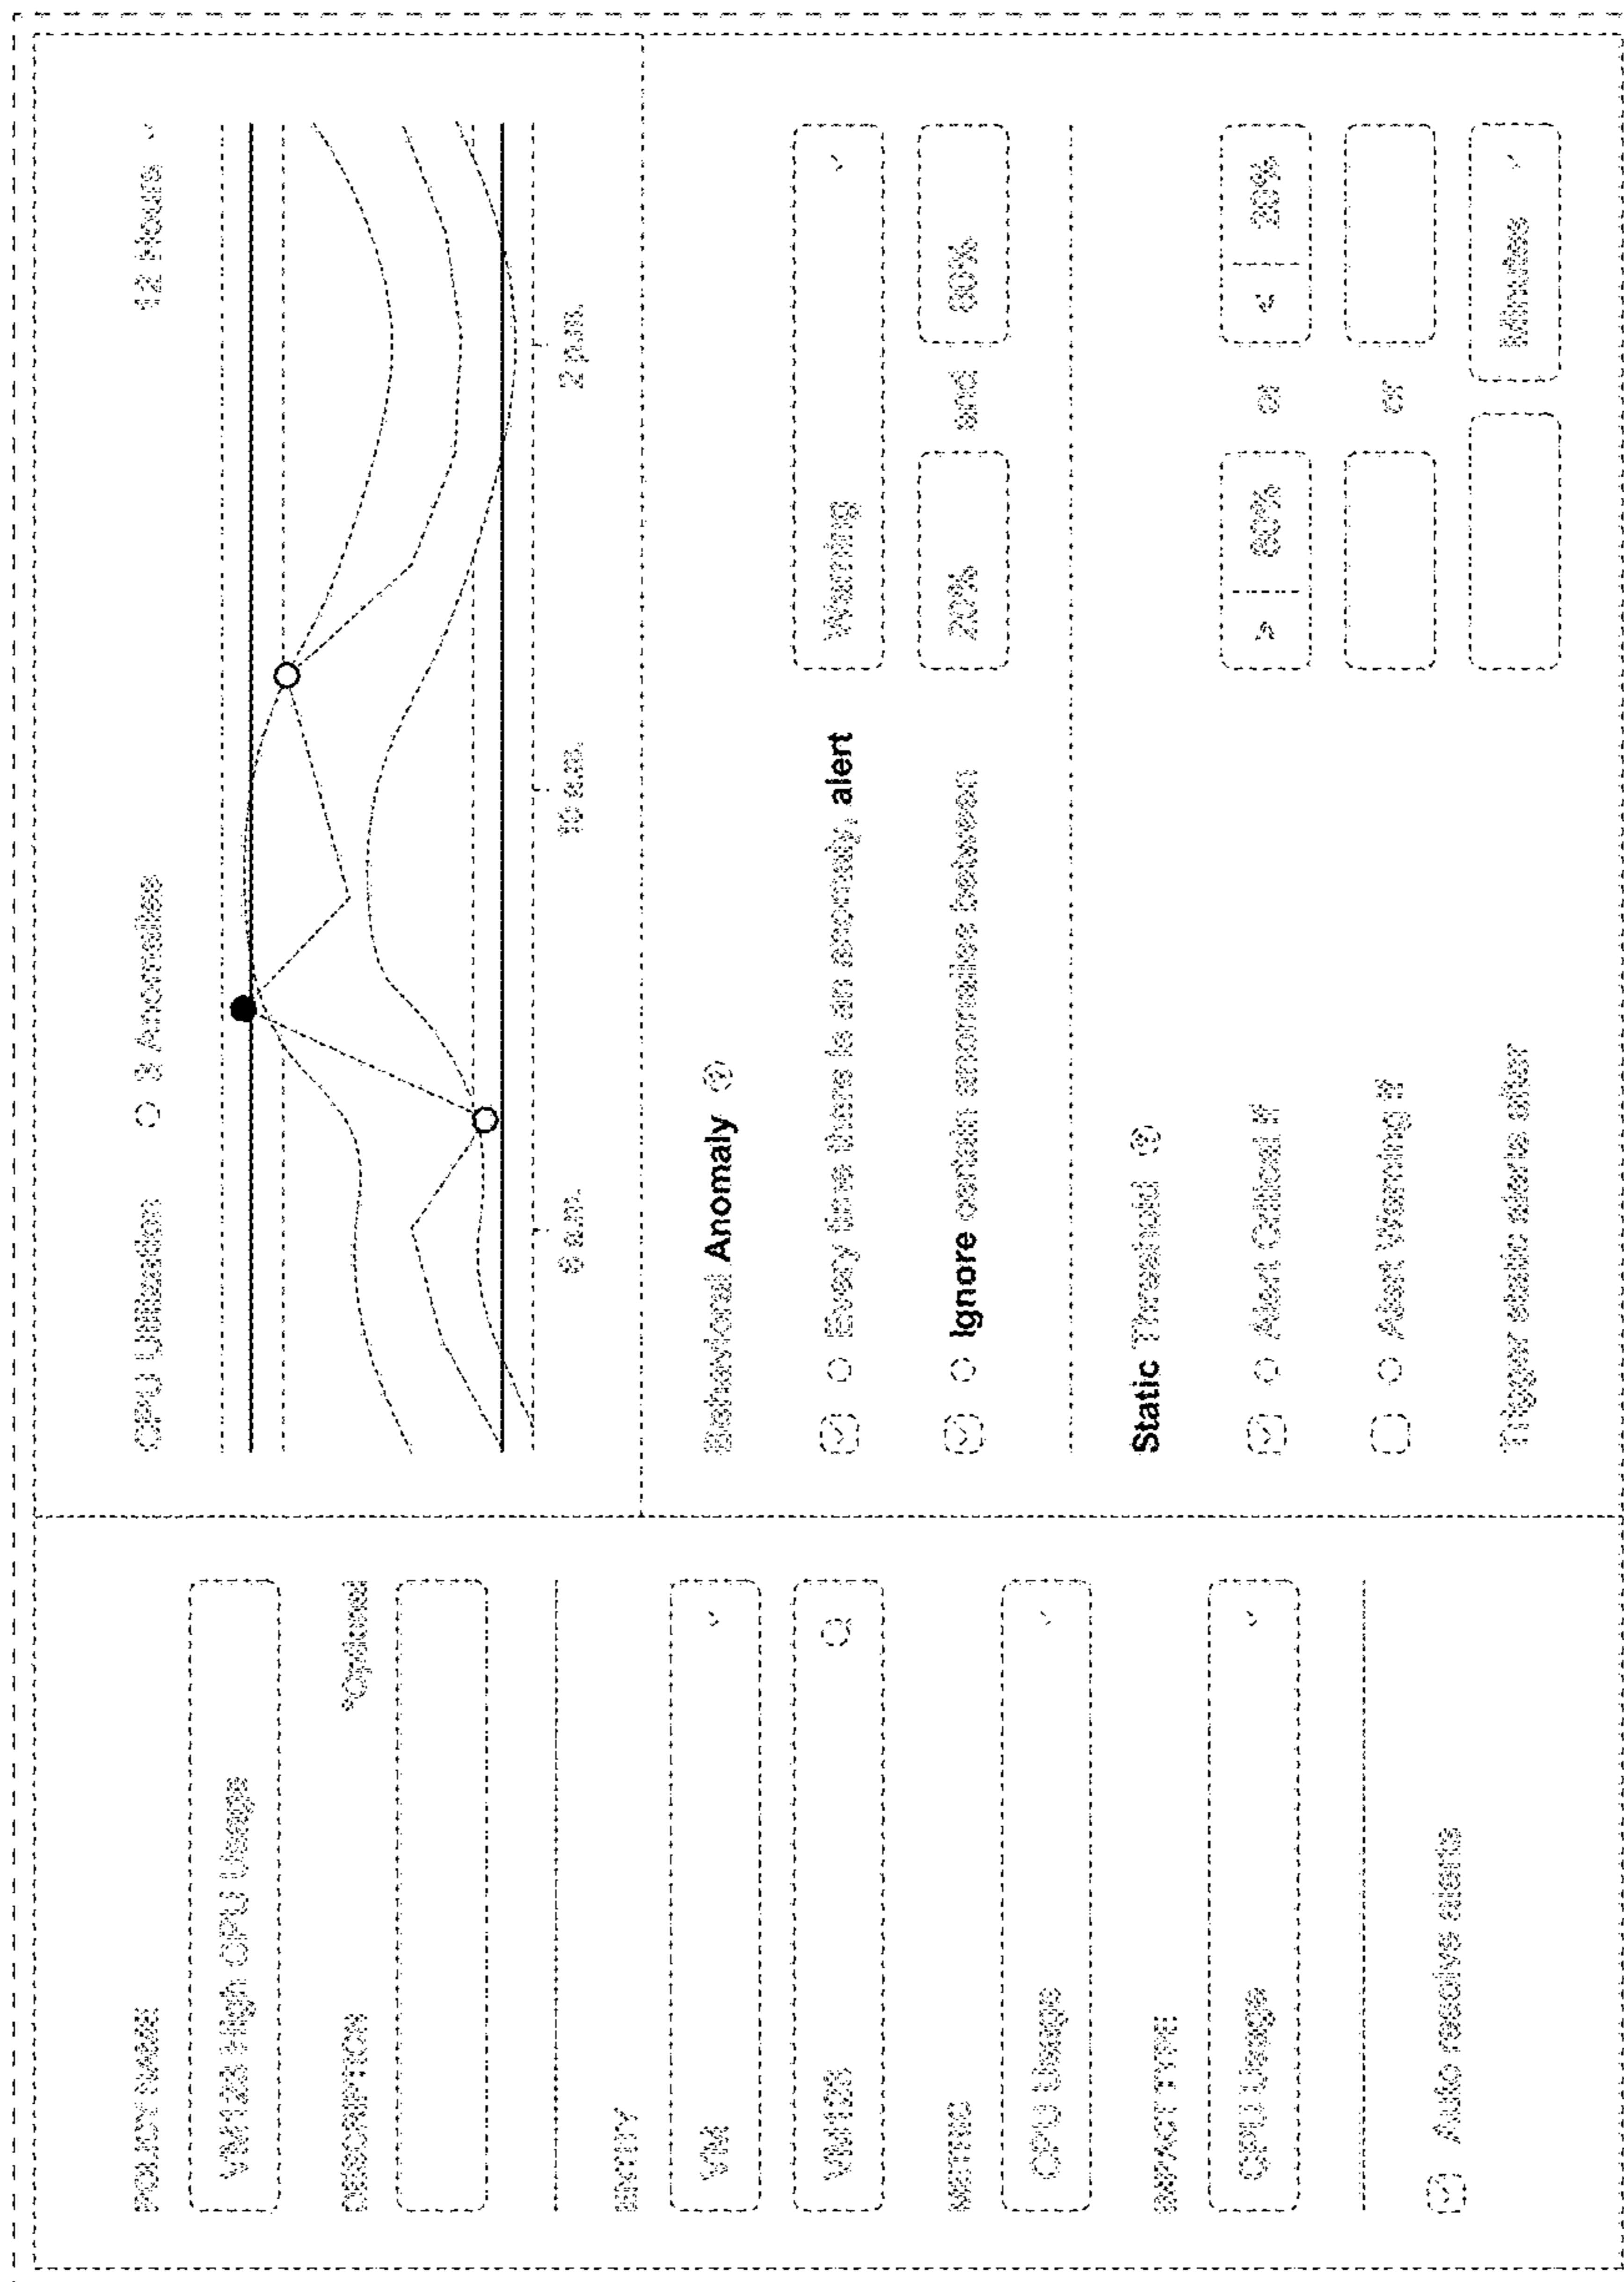 POLICY NAME
VM123 High CPU Usage
DESCRIPTION
*Optional
ENTITY
VM
VM123
METRIC
CPU Usage
IMPACT TYPE
CPU Usage
Auto resolve alerts
CPU Utilization
3 Anomalies
12 Hours
6 a.m.
10 a.m.
2 p.m.
Behavioral Anomaly ?
Every time there is an anomaly, alert Warning
Ignore certain anomalies between 20% and 80%
Static Threshold ?
Alert Critical if > 80% or < 20%
Alert Warning if or
Trigger static alerts after Minutes